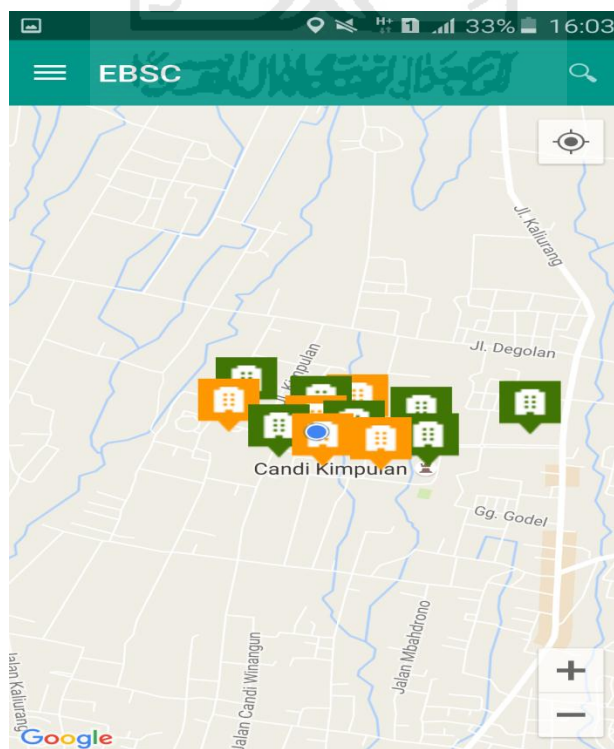 H+ 1 33% 16:03
EBSC
Jl. Kaliurang
Jl. Degolan
Candi Kimpulan
Gg. Godel
Jalan Mbahdrono
Jalan Candi Winangun
Jalan Kaliurang
+
−
Google